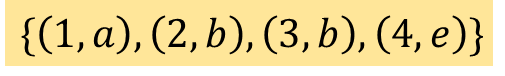 {(1, a), (2, b), (3, b), (4, e)}